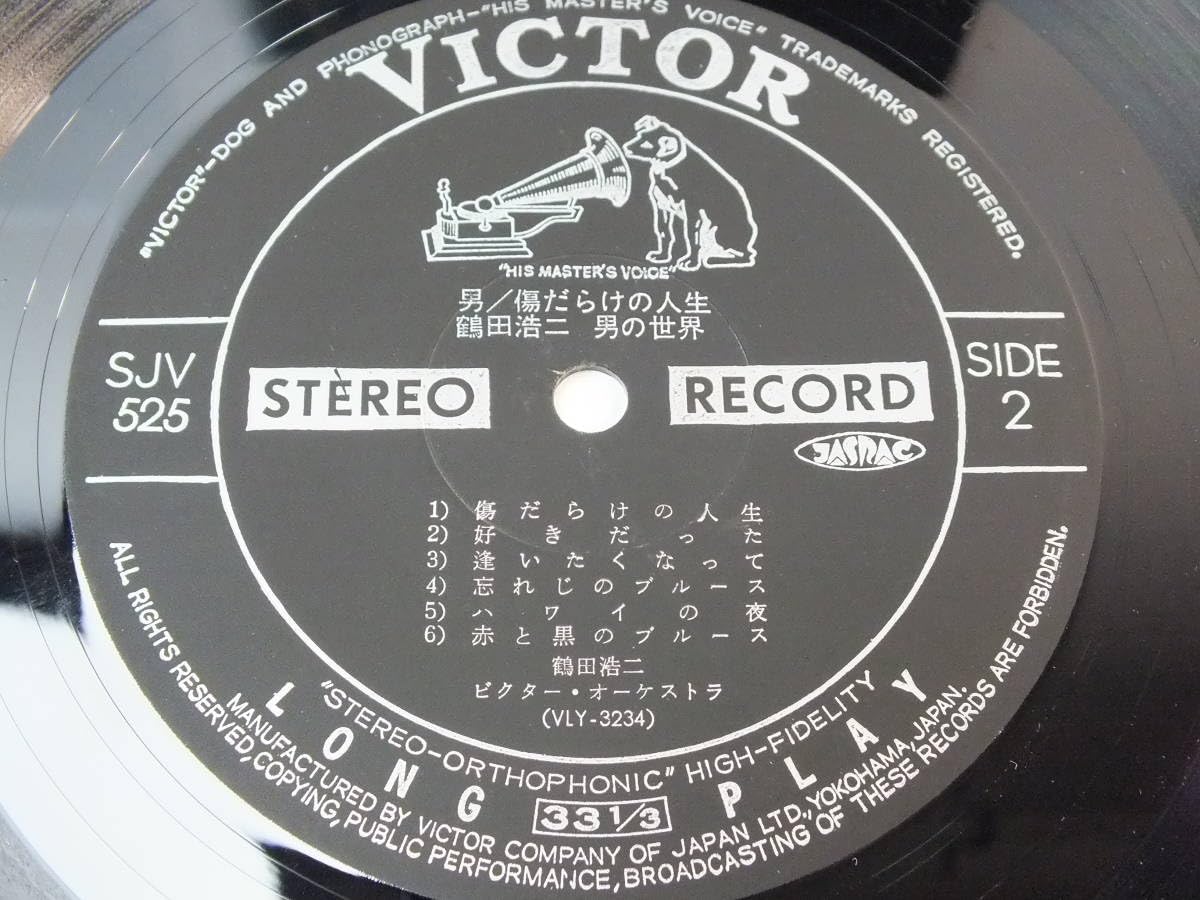 "VICTOR"-DOG AND PHONOGRAPH-"HIS MASTER'S VOICE" TRADEMARKS REGISTERED.
VICTOR
"HIS MASTER'S VOICE"
男/傷だらけの人生
鶴田浩二 男の世界
SJV
525
STÈREO RECORD
SIDE
2
JASRAC
1) 傷だらけの人生
2) 好きだった
3) 逢いたくなって
4) 忘れじのブルース
5) ハワイの夜
6) 赤と黒のブルース
鶴田浩二
ビクター・オーケストラ
(VLY-3234)
"STEREO-ORTHOPHONIC" HIGH-FIDELITY
LONG 33 1/3 PLAY
MANUFACTURED BY VICTOR COMPANY OF JAPAN LTD., YOKOHAMA, JAPAN.
ALL RIGHTS RESERVED, COPYING, PUBLIC PERFORMANCE, BROADCASTING OF THESE RECORDS ARE FORBIDDEN.